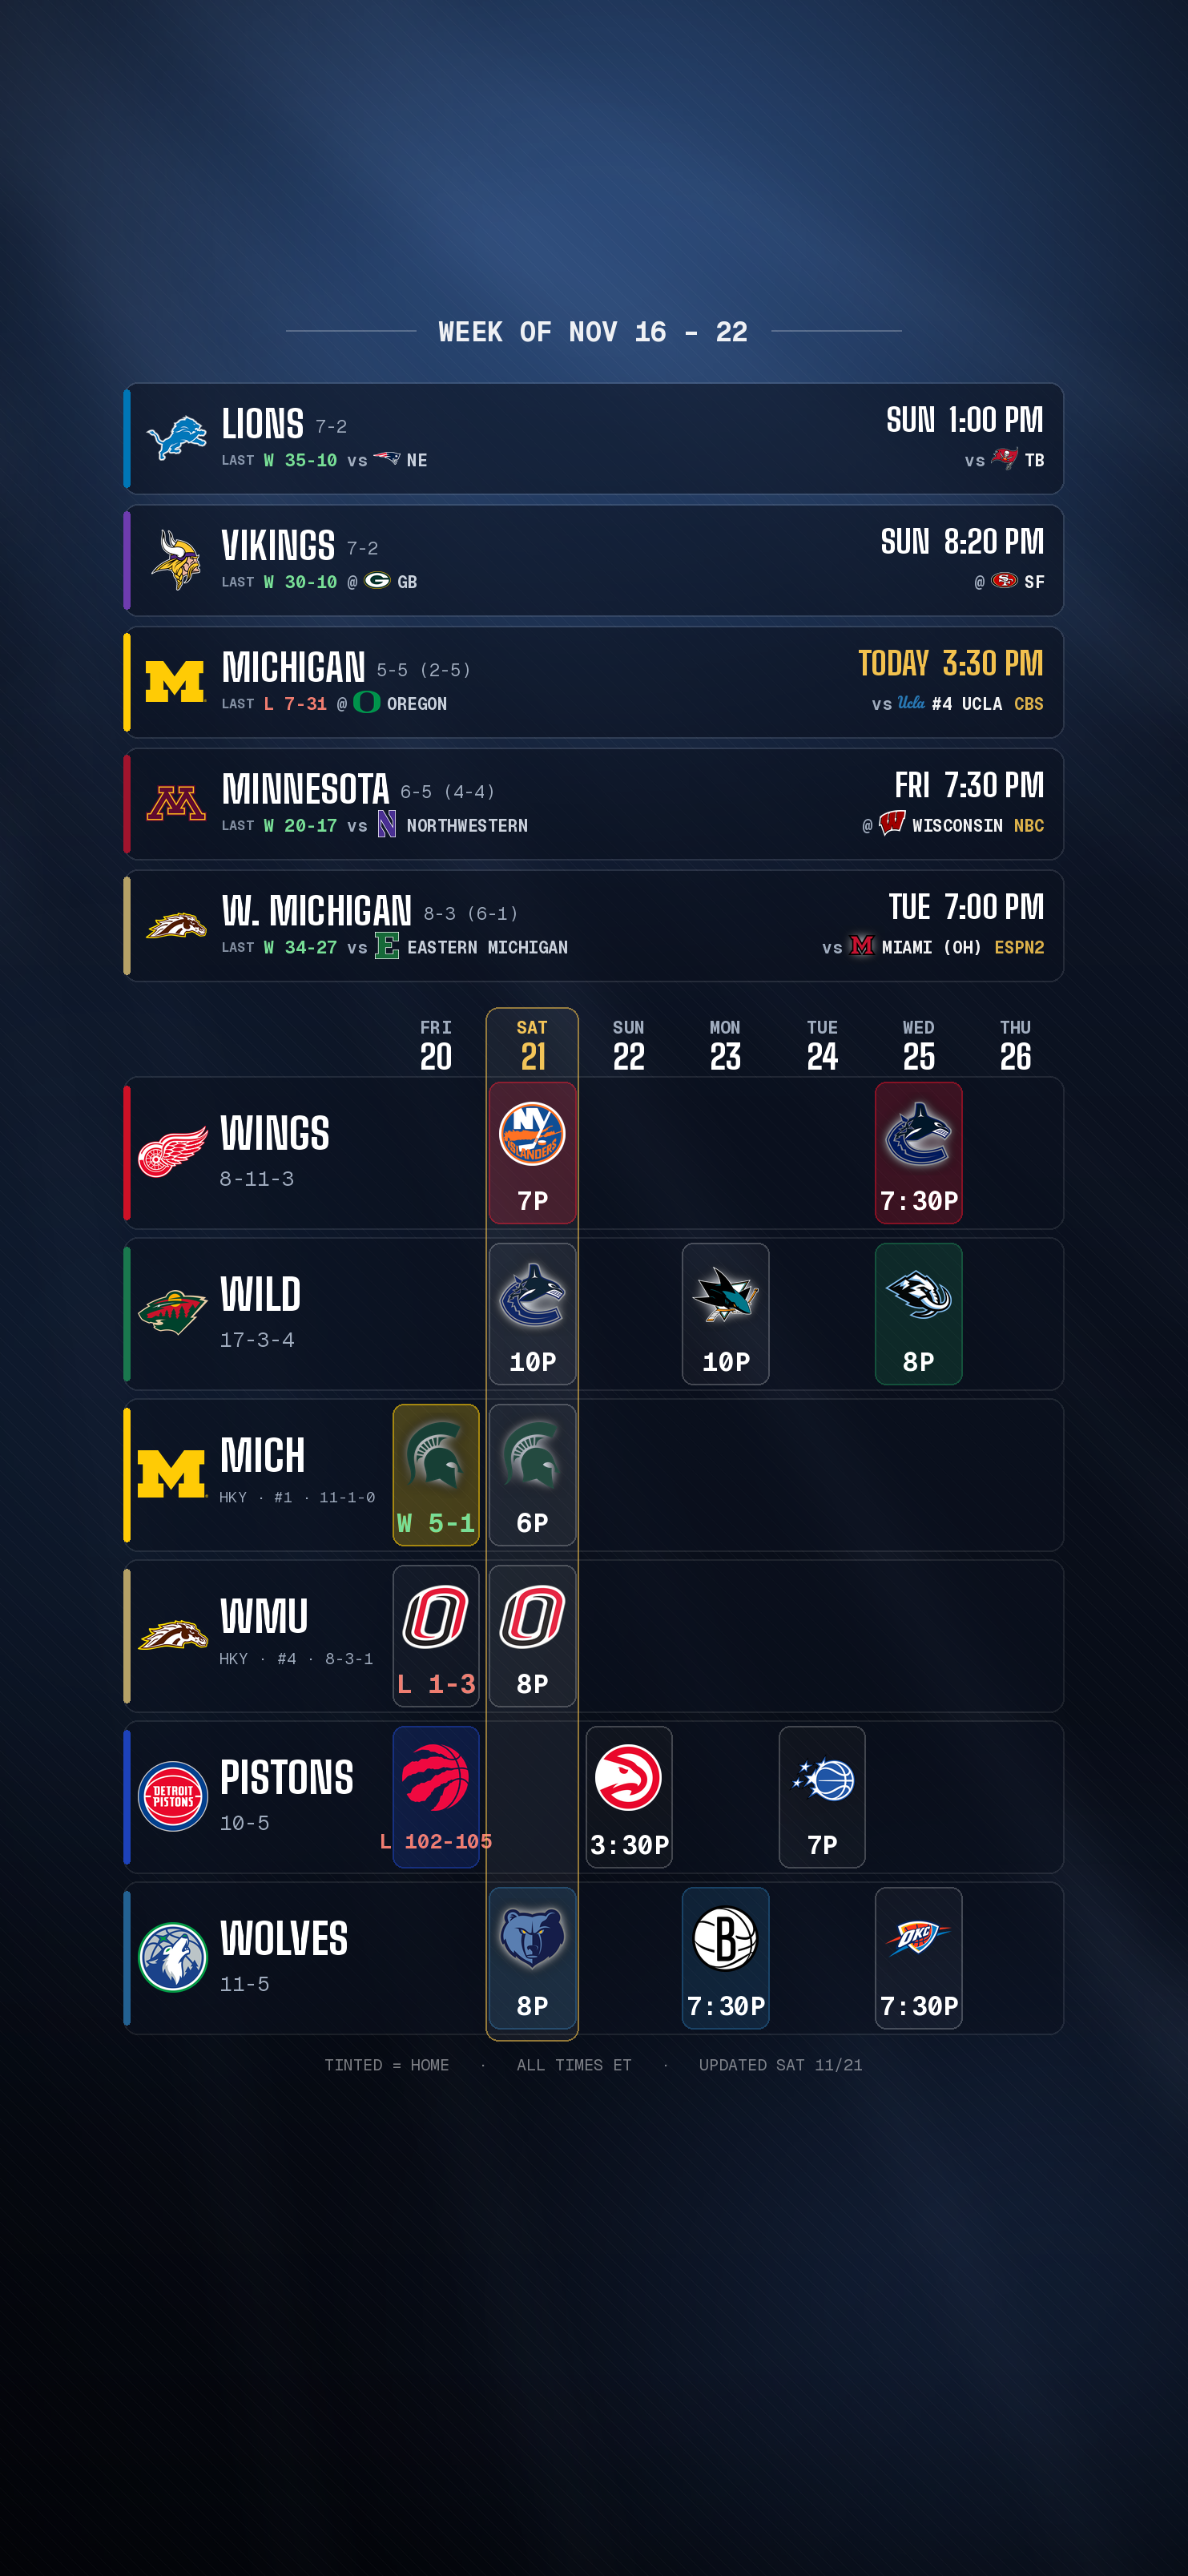 WEEK OF NOV 16 – 22
LIONS 7-2
LAST W 35-10 vs NE
SUN 1:00 PM
vs TB
VIKINGS 7-2
LAST W 30-10 @ GB
SUN 8:20 PM
@ SF
MICHIGAN 5-5 (2-5)
LAST L 7-31 @ OREGON
TODAY 3:30 PM
vs Ucla #4 UCLA CBS
MINNESOTA 6-5 (4-4)
LAST W 20-17 vs NORTHWESTERN
FRI 7:30 PM
@ WISCONSIN NBC
W. MICHIGAN 8-3 (6-1)
LAST W 34-27 vs EASTERN MICHIGAN
TUE 7:00 PM
vs MIAMI (OH) ESPN2
FRI SAT SUN MON TUE WED THU
20 21 22 23 24 25 26
WINGS
8-11-3
NY ISLANDERS
7P
7:30P
WILD
17-3-4
10P
10P
8P
MICH
HKY · #1 · 11-1-0
W 5-1
6P
WMU
HKY · #4 · 8-3-1
L 1-3
8P
DETROIT PISTONS
PISTONS
10-5
L 102-105
3:30P
7P
WOLVES
11-5
8P
B
7:30P
OKC
7:30P
TINTED = HOME · ALL TIMES ET · UPDATED SAT 11/21